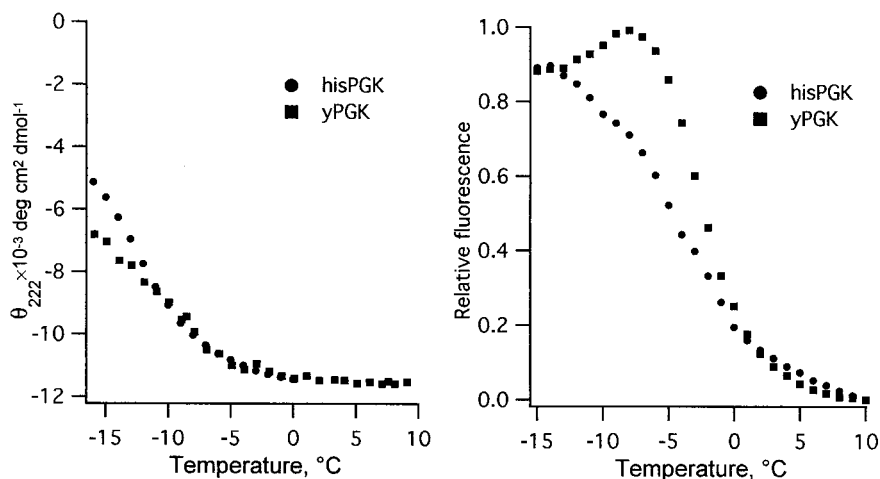 0
-2
-4
-6
-8
-10
-12
θ222 ×10-3 deg cm2 dmol-1
hisPGK
yPGK
-15 -10 -5 0 5 10
Temperature, °C
1.0
0.8
0.6
0.4
0.2
0.0
Relative fluorescence
hisPGK
yPGK
-15 -10 -5 0 5 10
Temperature, °C